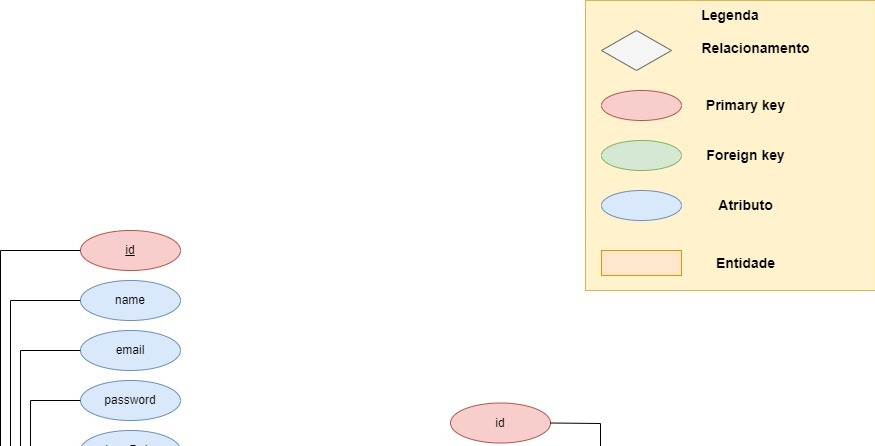 Legenda
Relacionamento
Primary key
Foreign key
Atributo
Entidade
id
name
email
password
id